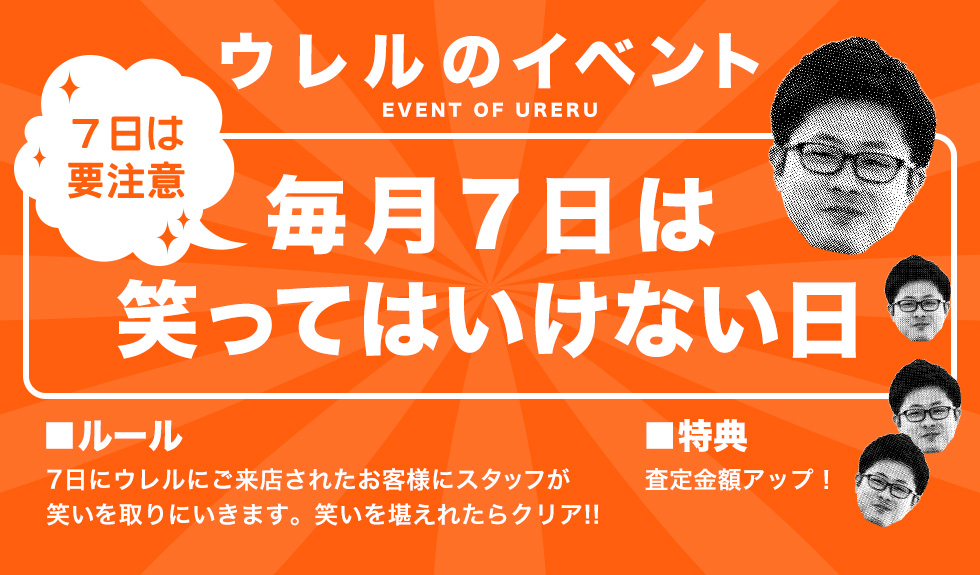 ウレルのイベント
EVENT OF URERU
7日は
要注意
毎月7日は
笑ってはいけない日
■ルール
7日にウレルにご来店されたお客様にスタッフが
笑いを取りにいきます。笑いを堪えれたらクリア!!
■特典
査定金額アップ！